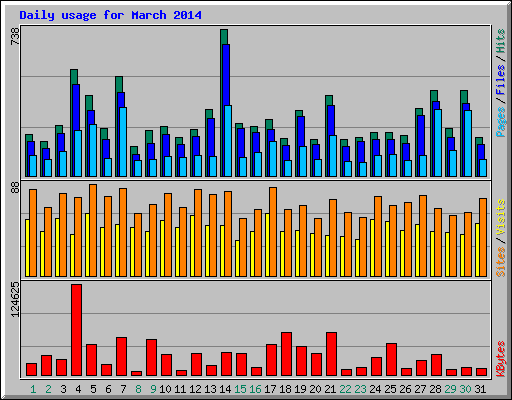 Daily usage for March 2014
738
Pages / Files / Hits
88
Sites / Visits
124625
KBytes
1 2 3 4 5 6 7 8 9 10 11 12 13 14 15 16 17 18 19 20 21 22 23 24 25 26 27 28 29 30 31